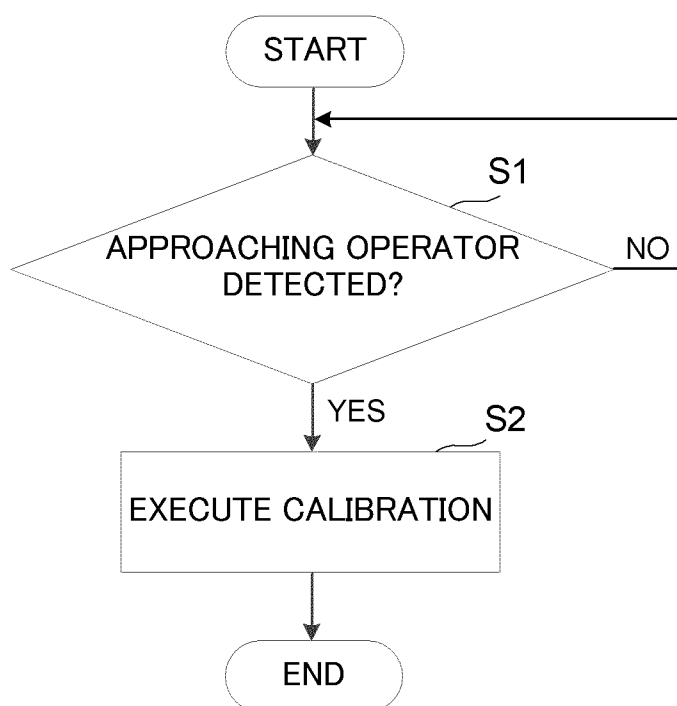 START
S1
APPROACHING OPERATOR
DETECTED?
NO
YES
S2
EXECUTE CALIBRATION
END